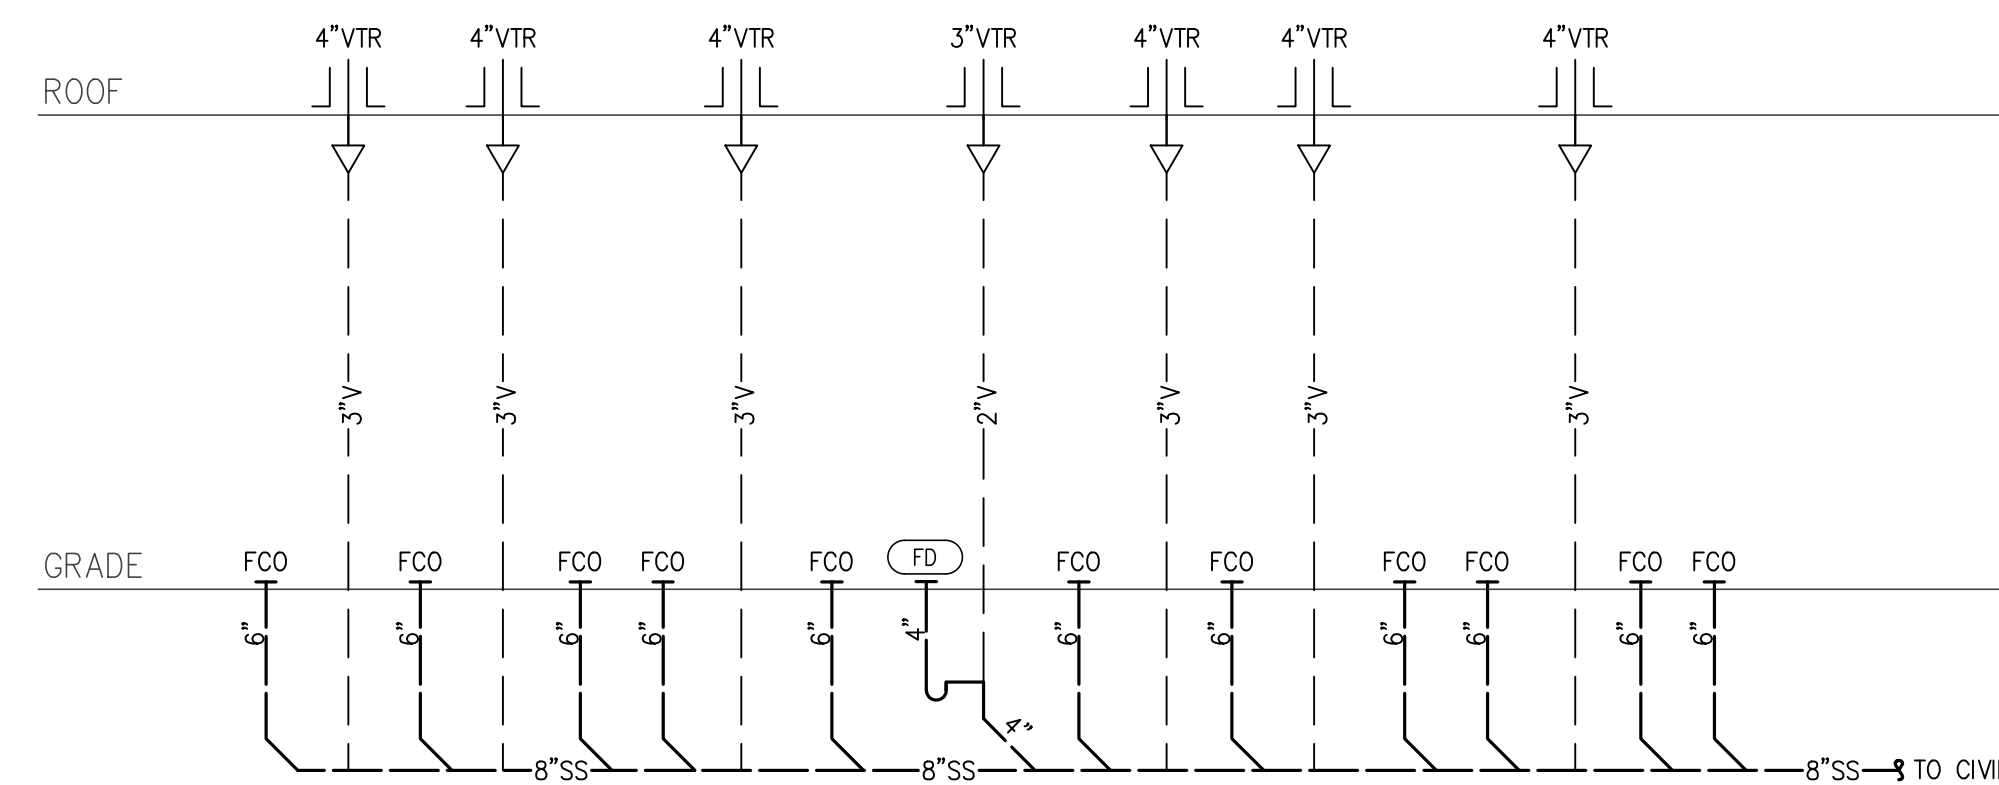 4"VTR 4"VTR 4"VTR 3"VTR 4"VTR 4"VTR 4"VTR
ROOF
3"V 3"V 3"V 2"V 3"V 3"V 3"V
GRADE FCO FCO FCO FCO FCO FD FCO FCO FCO FCO FCO FCO
6" 6" 6" 6" 6" 4" 6" 6" 6" 6" 6" 6"
4"
8"SS 8"SS 8"SS TO CIVI